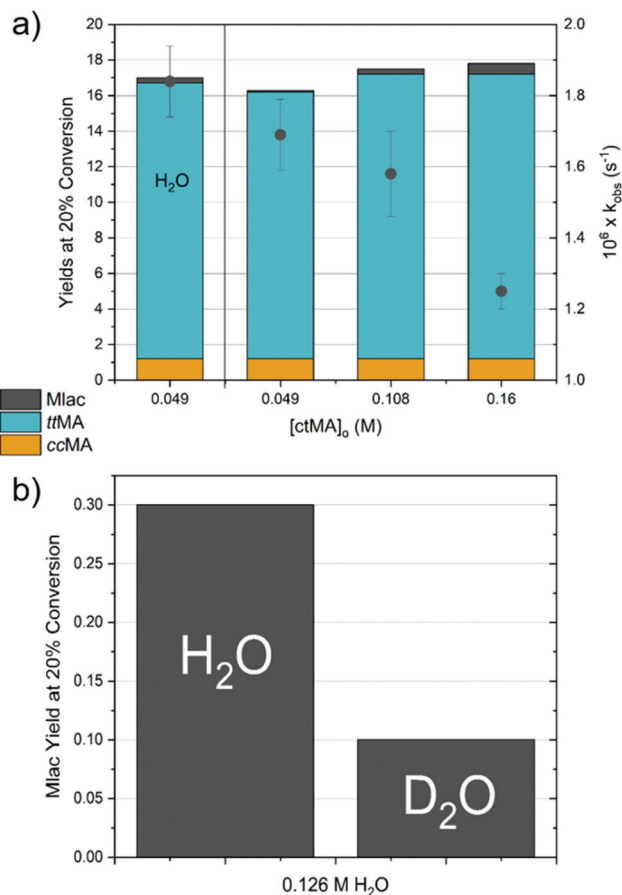 a)
20
18
16
14
12
10
8
6
4
2
0
Yields at 20% Conversion
H₂O
2.0
1.8
1.6
1.4
1.2
1.0
10⁶ x k_obs (s⁻¹)
0.049
0.049
0.108
0.16
[ctMA]ₒ (M)
Mlac
ttMA
ccMA
b)
0.30
0.25
0.20
0.15
0.10
0.05
0.00
Mlac Yield at 20% Conversion
H₂O
D₂O
0.126 M H₂O